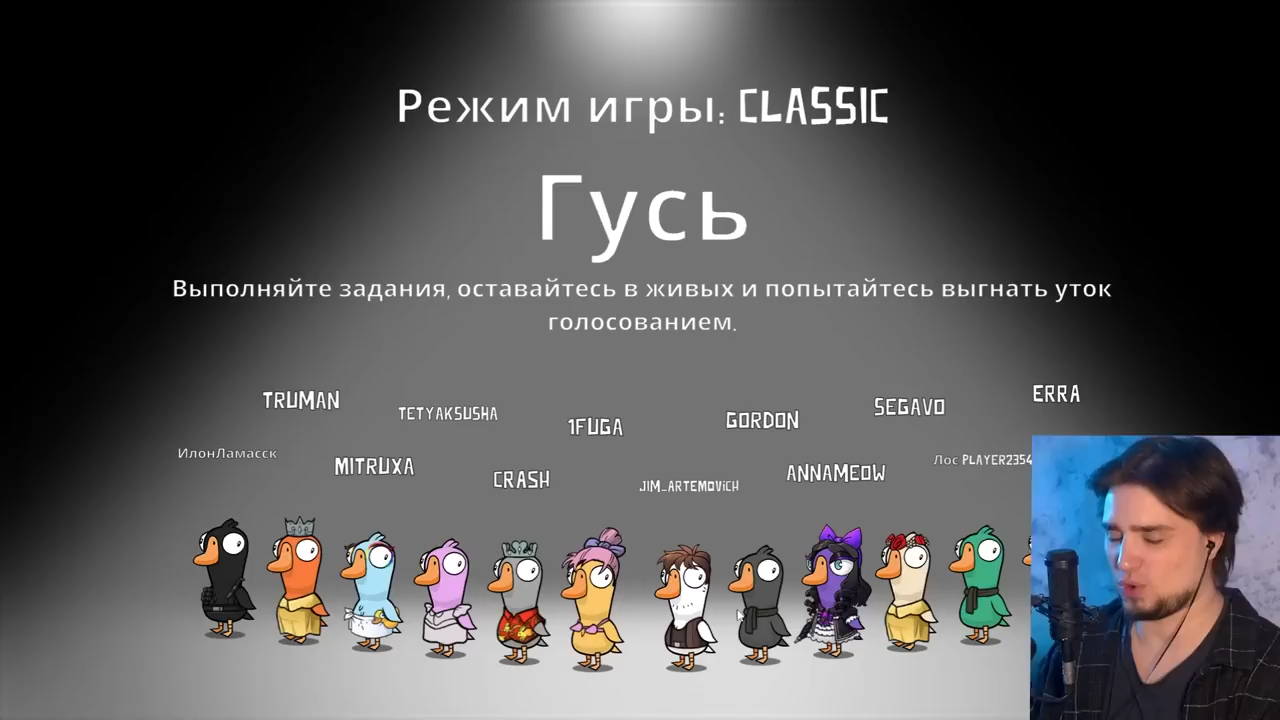 Режим игры: CLASSIC
Гусь
Выполняйте задания, оставайтесь в живых и попытайтесь выгнать уток
голосованием.
TRUMAN
TETYAKSUSHA
1FUGA
GORDON
SEGAVO
ERRA
ИлонЛамасск
MITRUXA
CRASH
JIM_ARTEMOVICH
ANNAMEOW
Лос PLAYER2354